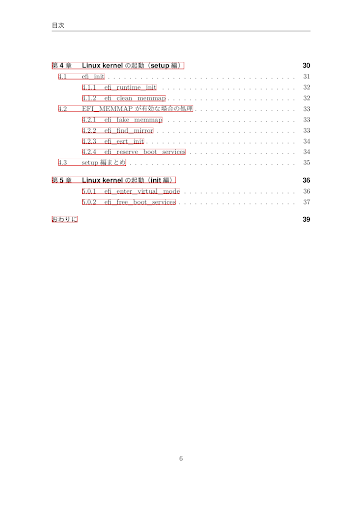 目次
第4章 Linux kernel の起動（setup 編） 30
4.1 efi_init . . . . . . . . . . . . . . . . . . . . . . . . . . . . . . . . . . 31
4.1.1 efi_runtime_init . . . . . . . . . . . . . . . . . . . . . . . . . 32
4.1.2 efi_clean_memmap . . . . . . . . . . . . . . . . . . . . . . . 32
4.2 EFI_MEMMAP が有効な場合の処理 . . . . . . . . . . . . . . . . . . 33
4.2.1 efi_fake_memmap . . . . . . . . . . . . . . . . . . . . . . . . 33
4.2.2 efi_find_mirror . . . . . . . . . . . . . . . . . . . . . . . . . 33
4.2.3 efi_esrt_init . . . . . . . . . . . . . . . . . . . . . . . . . . . 34
4.2.4 efi_reserve_boot_services . . . . . . . . . . . . . . . . . . . 34
4.3 setup 編まとめ . . . . . . . . . . . . . . . . . . . . . . . . . . . . . . 35
第5章 Linux kernel の起動（init 編） 36
5.0.1 efi_enter_virtual_mode . . . . . . . . . . . . . . . . . . . . 36
5.0.2 efi_free_boot_services . . . . . . . . . . . . . . . . . . . . . 37
おわりに 39
6